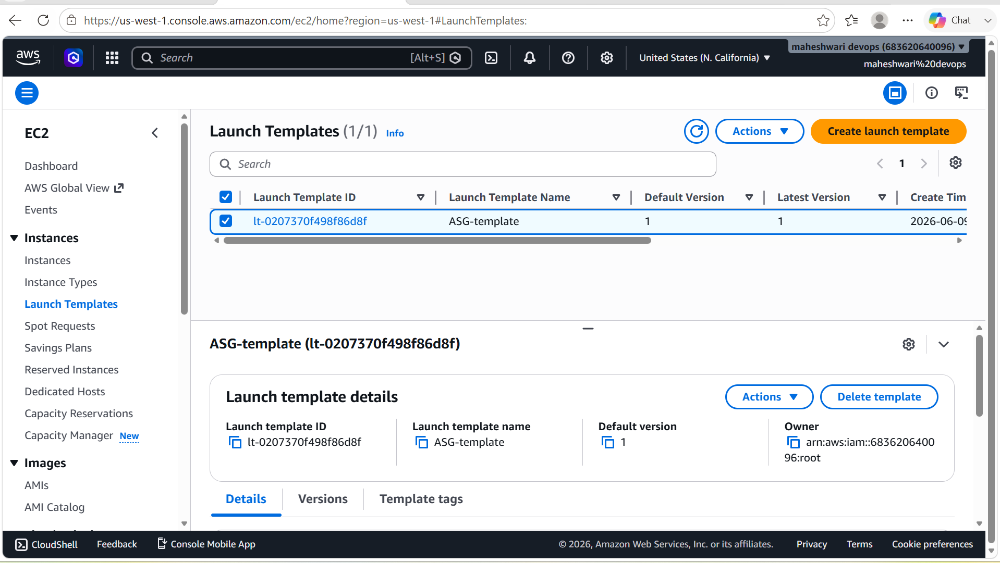 https://us-west-1.console.aws.amazon.com/ec2/home?region=us-west-1#LaunchTemplates:
Chat
aws
Search [Alt+S]
United States (N. California)
maheshwari devops (683620640096)
maheshwari%20devops
EC2
Dashboard
AWS Global View
Events
Instances
Instances
Instance Types
Launch Templates
Spot Requests
Savings Plans
Reserved Instances
Dedicated Hosts
Capacity Reservations
Capacity Manager New
Images
AMIs
AMI Catalog
Launch Templates (1/1) Info
Actions
Create launch template
Search
1
Launch Template ID Launch Template Name Default Version Latest Version Create Tim
lt-0207370f498f86d8f ASG-template 1 1 2026-06-09
ASG-template (lt-0207370f498f86d8f)
Launch template details
Actions
Delete template
Launch template ID
lt-0207370f498f86d8f
Launch template name
ASG-template
Default version
1
Owner
arn:aws:iam::6836206400
96:root
Details Versions Template tags
CloudShell Feedback Console Mobile App
© 2026, Amazon Web Services, Inc. or its affiliates. Privacy Terms Cookie preferences